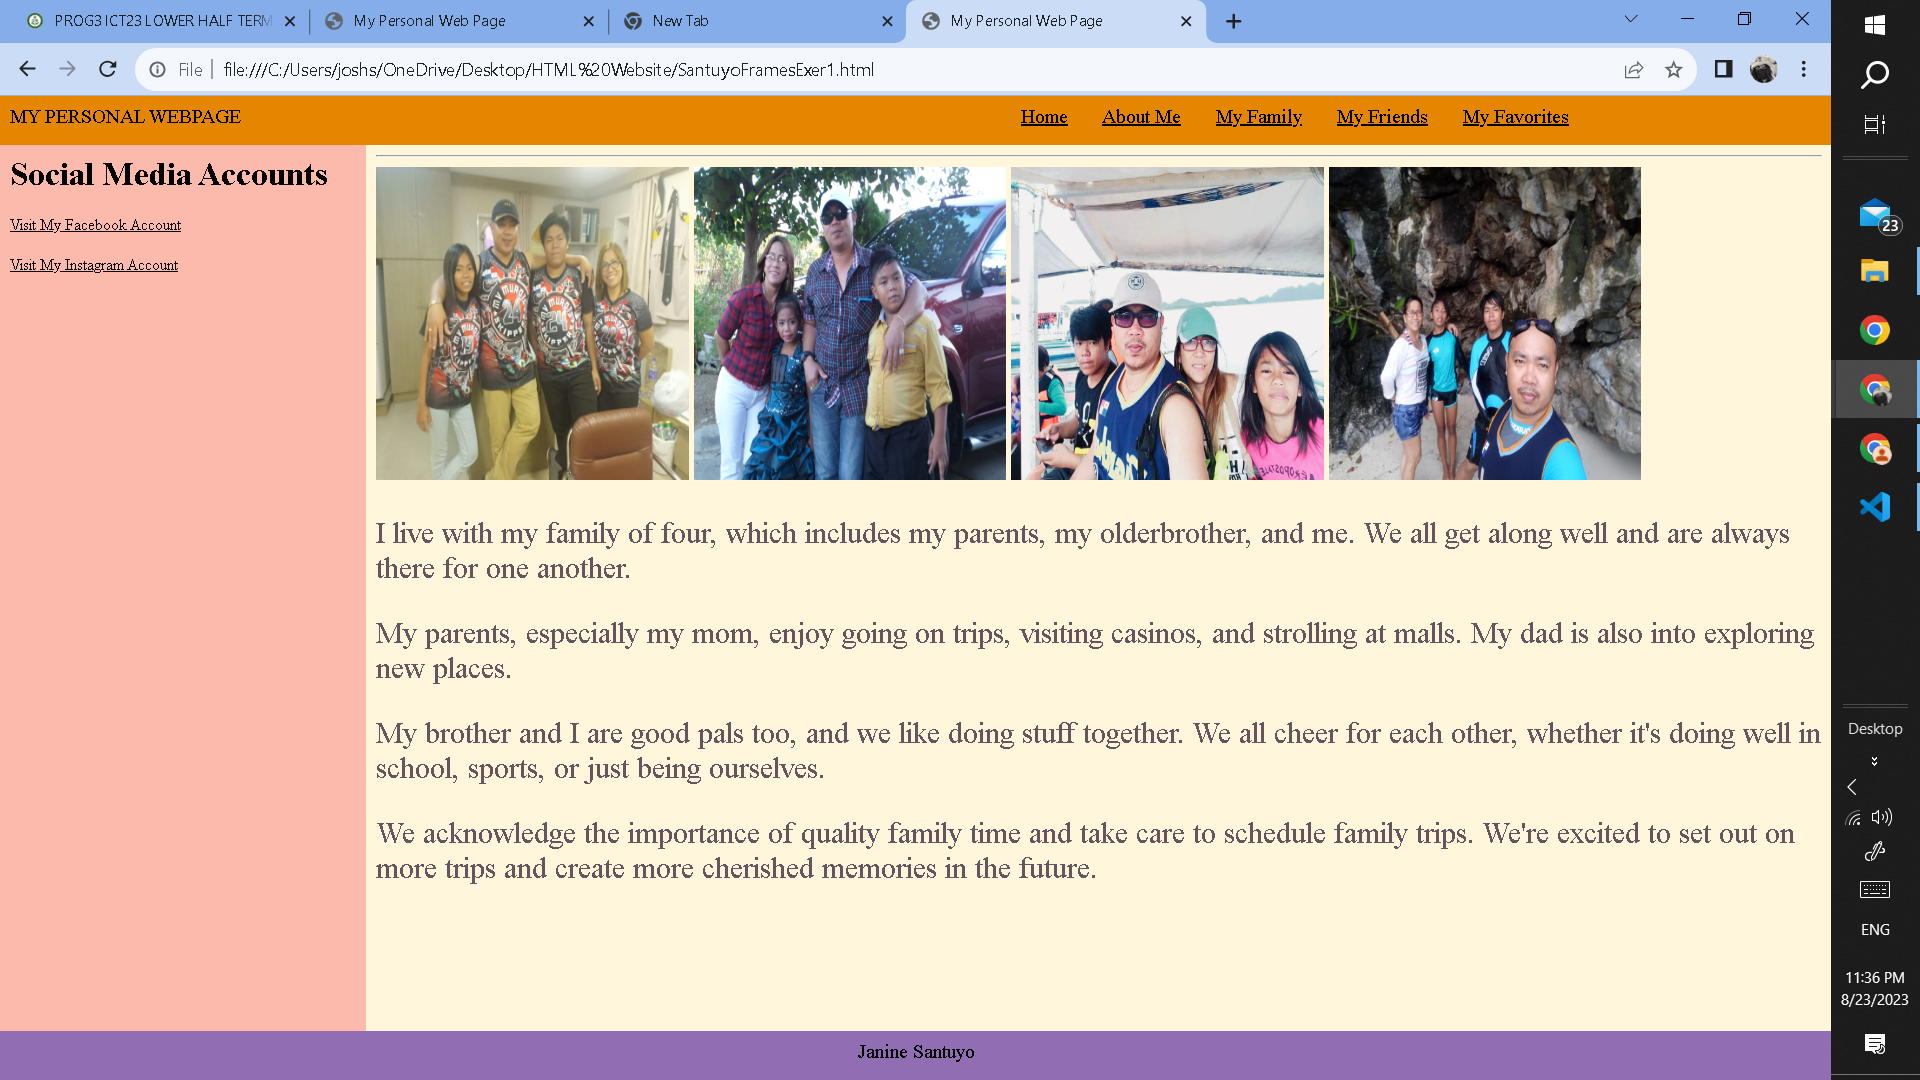 PROG3 ICT23 LOWER HALF TERM
My Personal Web Page
New Tab
My Personal Web Page
File
file:///C:/Users/joshs/OneDrive/Desktop/HTML%20Website/SantuyoFramesExer1.html
MY PERSONAL WEBPAGE
Home About Me My Family My Friends My Favorites
Social Media Accounts
Visit My Facebook Account
Visit My Instagram Account
I live with my family of four, which includes my parents, my olderbrother, and me. We all get along well and are always
there for one another.
My parents, especially my mom, enjoy going on trips, visiting casinos, and strolling at malls. My dad is also into exploring
new places.
My brother and I are good pals too, and we like doing stuff together. We all cheer for each other, whether it's doing well in
school, sports, or just being ourselves.
We acknowledge the importance of quality family time and take care to schedule family trips. We're excited to set out on
more trips and create more cherished memories in the future.
Janine Santuyo
23
Desktop
ENG
11:36 PM
8/23/2023